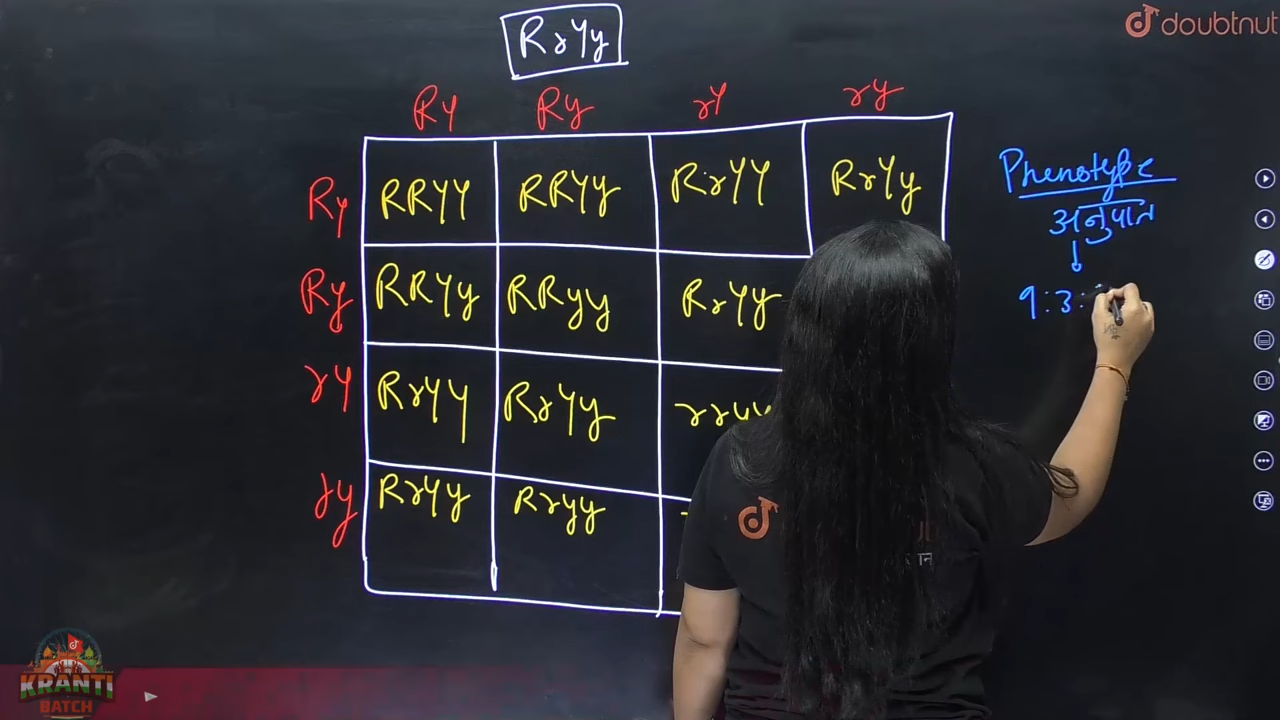 RrYy
doubtnut
RY Ry rY ry
RY RRYY RRYy RrYY RrYy
Phenotype
अनुपात
Ry RRYy RRyy RrYy
9:3:
rY RrYY RrYy
ry RrYy Rryy
KRANTI
BATCH